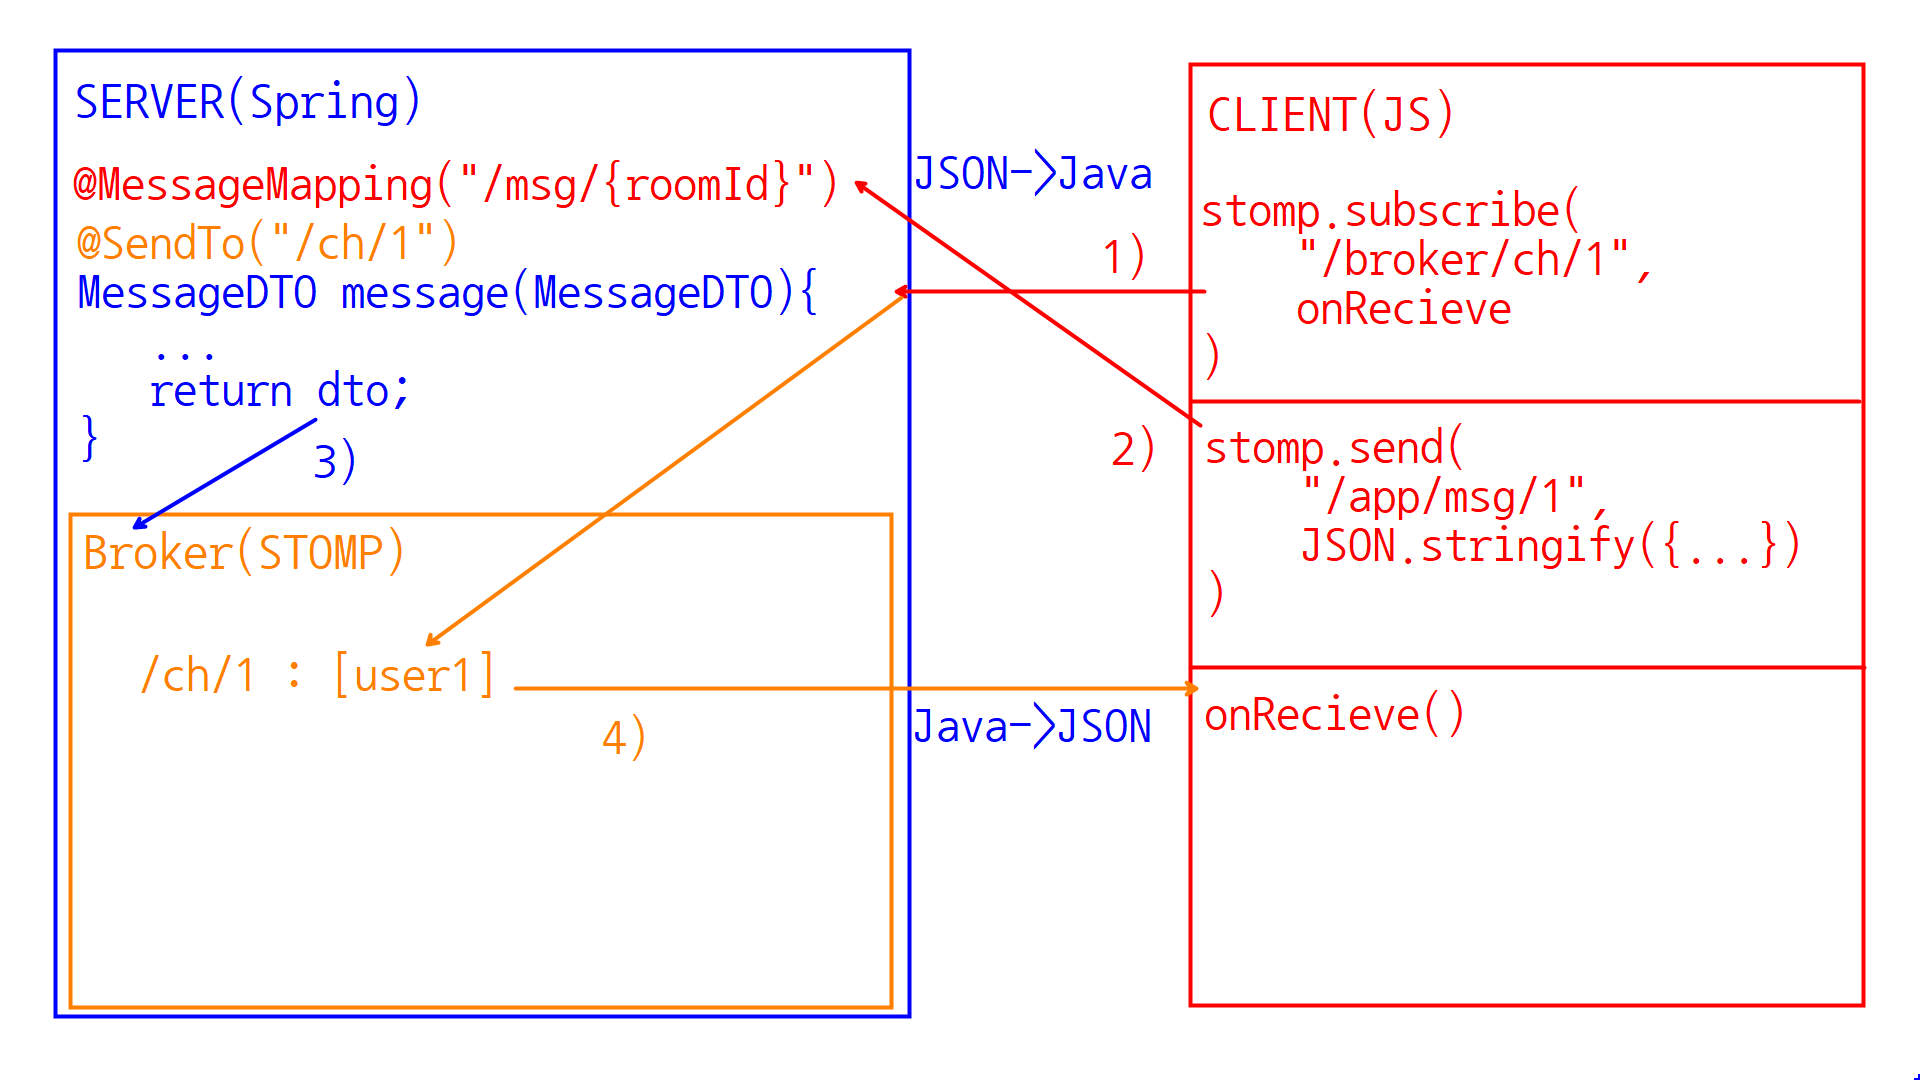 SERVER(Spring)
@MessageMapping("/msg/{roomId}")
@SendTo("/ch/1")
MessageDTO message(MessageDTO){
...
return dto;
}
3)
Broker(STOMP)
/ch/1 : [user1]
4)
JSON->Java
1)
2)
Java->JSON
CLIENT(JS)
stomp.subscribe(
"/broker/ch/1",
onRecieve
)
stomp.send(
"/app/msg/1",
JSON.stringify({...})
)
onRecieve()